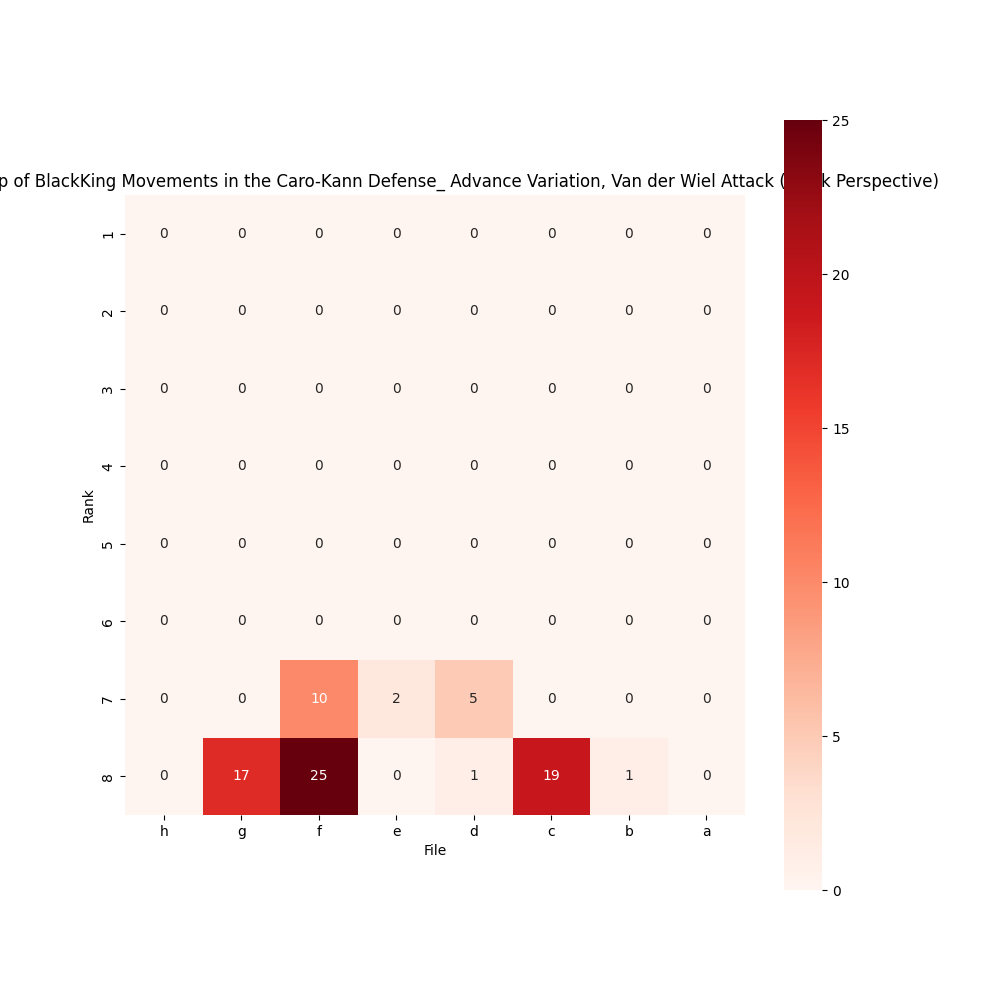 25
p of BlackKing Movements in the Caro-Kann Defense_ Advance Variation, Van der Wiel Attack ( k Perspective)
1 0 0 0 0 0 0 0 0
20
2 0 0 0 0 0 0 0 0
3 0 0 0 0 0 0 0 0
15
4 0 0 0 0 0 0 0 0
Rank
5 0 0 0 0 0 0 0 0
10
6 0 0 0 0 0 0 0 0
7 0 0 10 2 5 0 0 0
5
8 0 17 25 0 1 19 1 0
h g f e d c b a
File
0